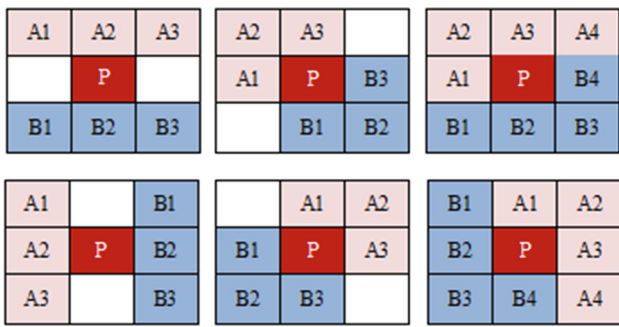 A1 A2 A3
P
B1 B2 B3
A2 A3
A1 P B3
B1 B2
A2 A3 A4
A1 P B4
B1 B2 B3
A1 B1
A2 P B2
A3 B3
A1 A2
B1 P A3
B2 B3
B1 A1 A2
B2 P A3
B3 B4 A4